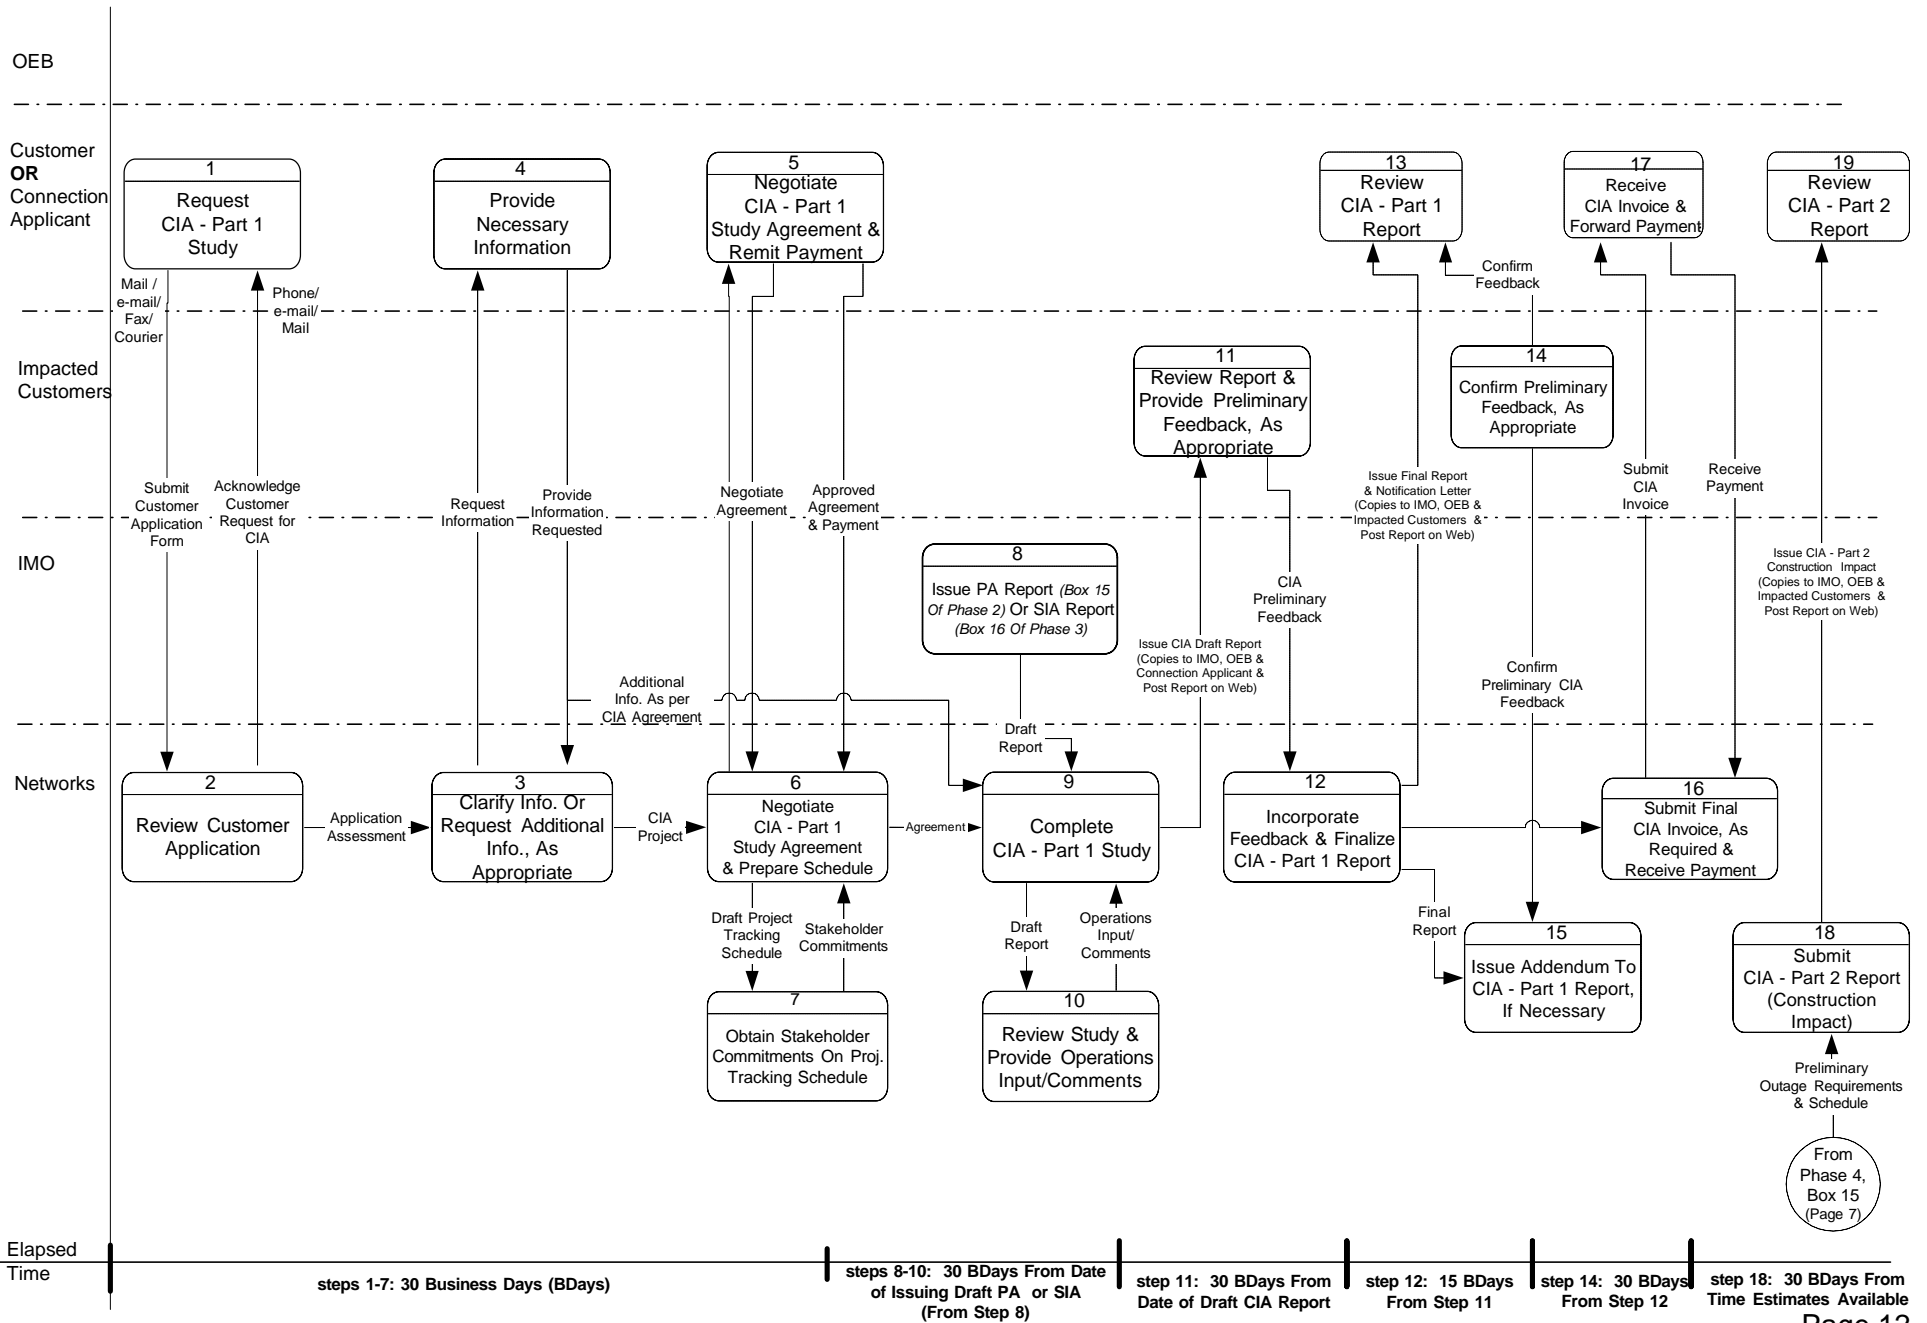 OEB
Customer
OR
Connection
Applicant
1
Request
CIA - Part 1
Study
4
Provide
Necessary
Information
5
Negotiate
CIA - Part 1
Study Agreement &
Remit Payment
13
Review
CIA - Part 1
Report
17
Receive
CIA Invoice &
Forward Payment
19
Review
CIA - Part 2
Report
Mail /
e-mail/
Fax/
Courier
Phone/
e-mail/
Mail
Confirm
Feedback
Impacted
Customers
11
Review Report &
Provide Preliminary
Feedback, As
Appropriate
14
Confirm Preliminary
Feedback, As
Appropriate
Submit
Customer
Application
Form
Acknowledge
Customer
Request for
CIA
Request
Information
Provide
Information
Requested
Negotiate
Agreement
Approved
Agreement
& Payment
Issue Final Report
& Notification Letter
(Copies to IMO, OEB &
Impacted Customers &
Post Report on Web)
Submit
CIA
Invoice
Receive
Payment
IMO
8
Issue PA Report (Box 15
Of Phase 2) Or SIA Report
(Box 16 Of Phase 3)
CIA
Preliminary
Feedback
Issue CIA - Part 2
Construction Impact
(Copies to IMO, OEB &
Impacted Customers &
Post Report on Web)
Issue CIA Draft Report
(Copies to IMO, OEB &
Connection Applicant &
Post Report on Web)
Confirm
Preliminary CIA
Feedback
Additional
Info. As per
CIA Agreement
Draft
Report
Networks
2
Review Customer
Application
Application
Assessment
3
Clarify Info. Or
Request Additional
Info., As
Appropriate
CIA
Project
6
Negotiate
CIA - Part 1
Study Agreement
& Prepare Schedule
Agreement
9
Complete
CIA - Part 1 Study
12
Incorporate
Feedback & Finalize
CIA - Part 1 Report
16
Submit Final
CIA Invoice, As
Required &
Receive Payment
Draft Project
Tracking
Schedule
Stakeholder
Commitments
Draft
Report
Operations
Input/
Comments
Final
Report
15
Issue Addendum To
CIA - Part 1 Report,
If Necessary
18
Submit
CIA - Part 2 Report
(Construction
Impact)
7
Obtain Stakeholder
Commitments On Proj.
Tracking Schedule
10
Review Study &
Provide Operations
Input/Comments
Preliminary
Outage Requirements
& Schedule
From
Phase 4,
Box 15
(Page 7)
Elapsed
Time
steps 1-7: 30 Business Days (BDays)
steps 8-10: 30 BDays From Date
of Issuing Draft PA or SIA
(From Step 8)
step 11: 30 BDays From
Date of Draft CIA Report
step 12: 15 BDays
From Step 11
step 14: 30 BDays
From Step 12
step 18: 30 BDays From
Time Estimates Available
Page 12